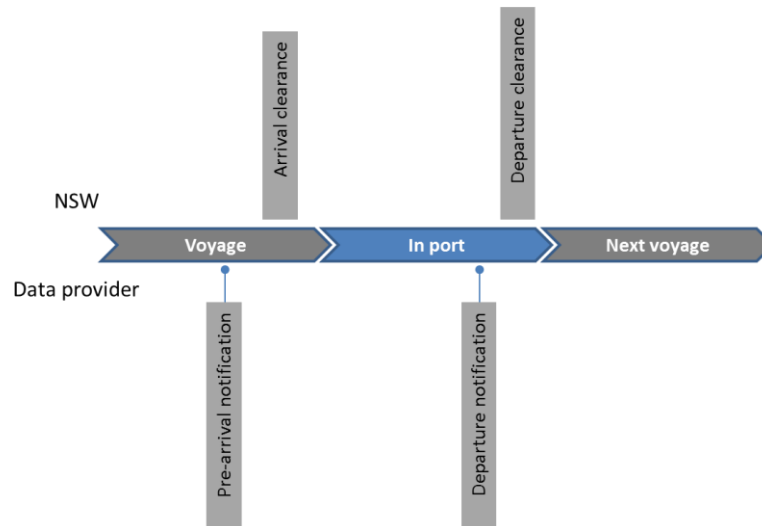 Arrival clearance
Departure clearance
NSW
Voyage
In port
Next voyage
Data provider
Pre-arrival notification
Departure notification